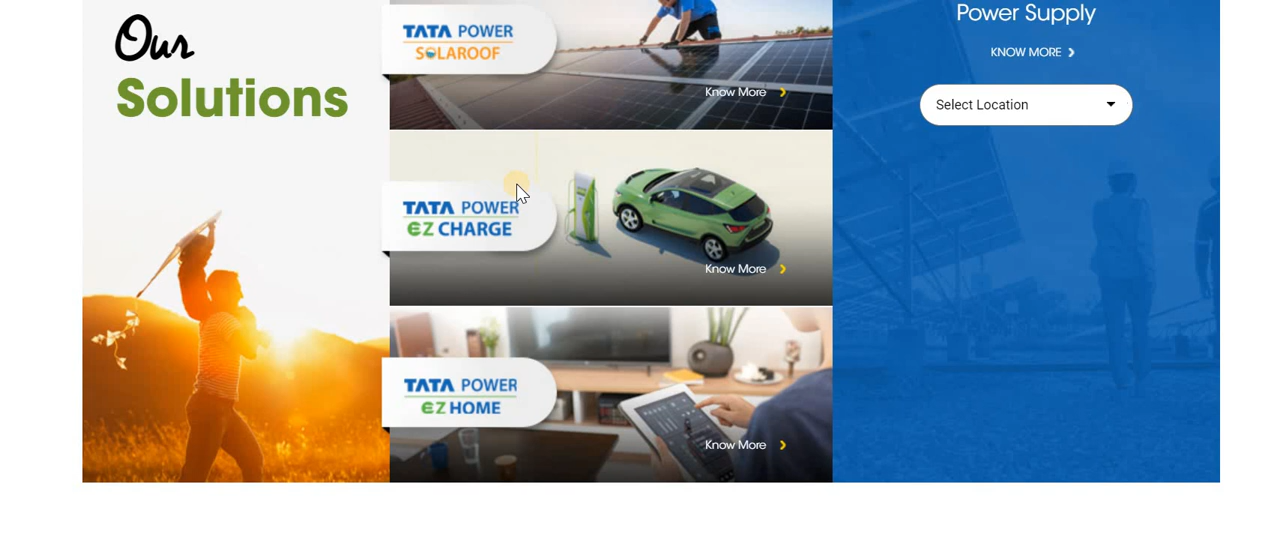 Our
Solutions
TATA POWER
SOLAROOF
Know More
TATA POWER
EZ CHARGE
Know More
TATA POWER
EZ HOME
Know More
Power Supply
KNOW MORE
Select Location